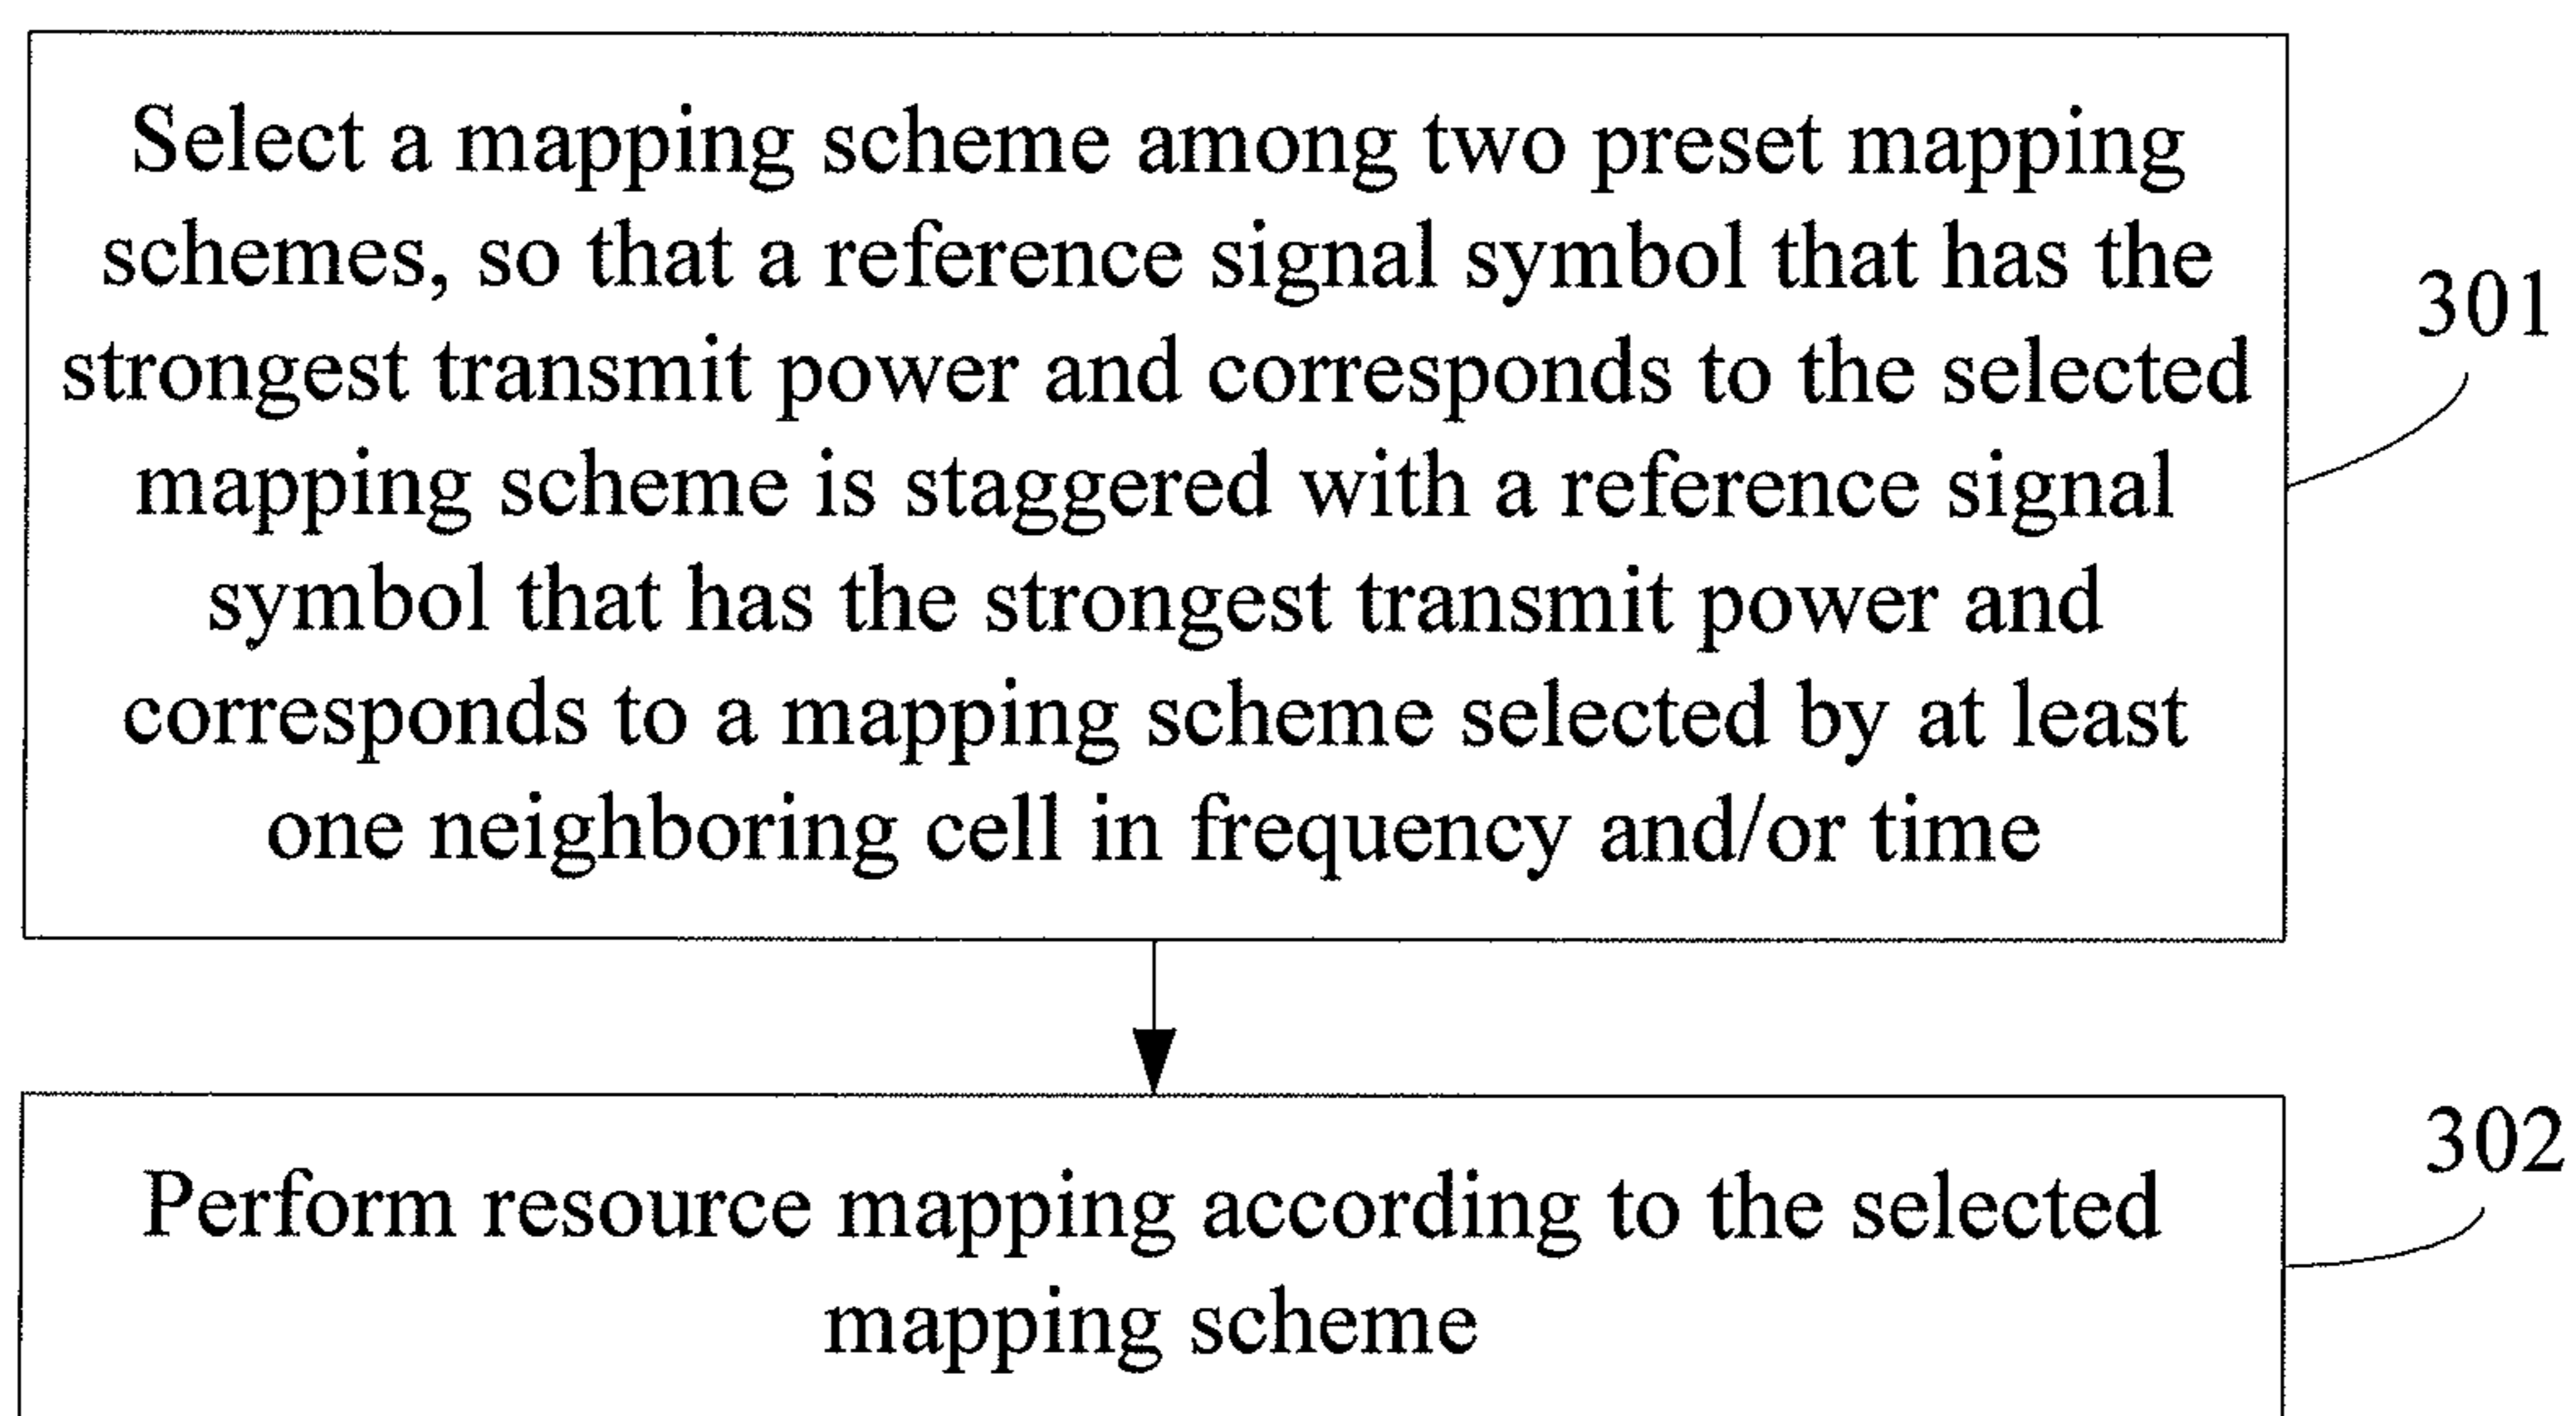 Select a mapping scheme among two preset mapping
schemes, so that a reference signal symbol that has the
strongest transmit power and corresponds to the selected
mapping scheme is staggered with a reference signal
symbol that has the strongest transmit power and
corresponds to a mapping scheme selected by at least
one neighboring cell in frequency and/or time
301
Perform resource mapping according to the selected
mapping scheme
302